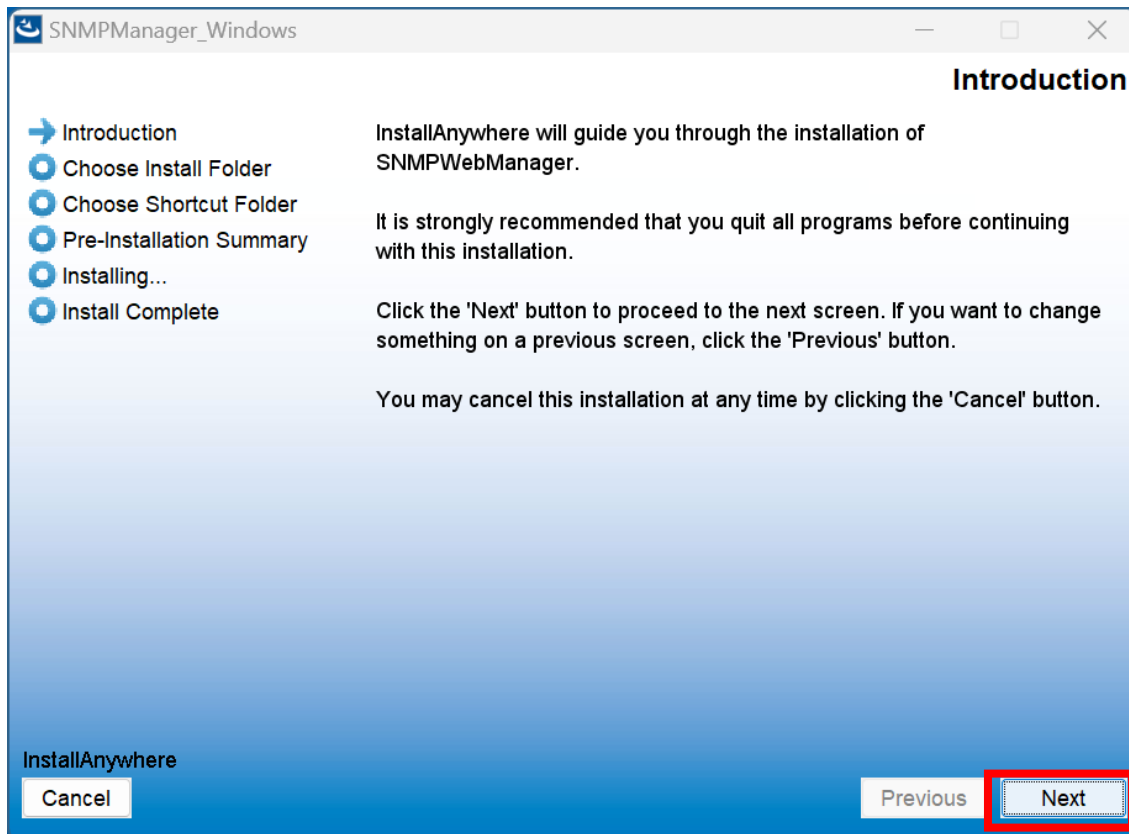 SNMPManager_Windows
Introduction
Introduction
Choose Install Folder
Choose Shortcut Folder
Pre-Installation Summary
Installing...
Install Complete
InstallAnywhere will guide you through the installation of
SNMPWebManager.
It is strongly recommended that you quit all programs before continuing
with this installation.
Click the 'Next' button to proceed to the next screen. If you want to change
something on a previous screen, click the 'Previous' button.
You may cancel this installation at any time by clicking the 'Cancel' button.
InstallAnywhere
Cancel
Previous
Next